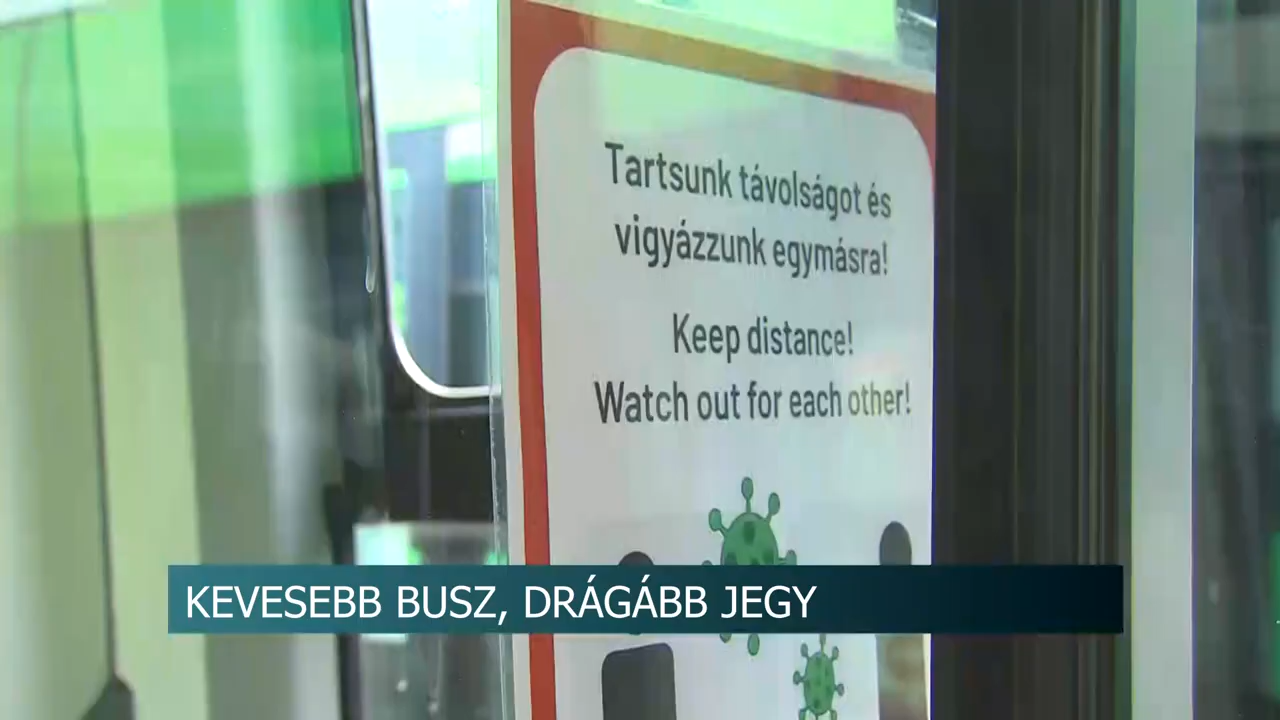 Tartsunk távolságot és
vigyázzunk egymásra!
Keep distance!
Watch out for each other!
KEVESEBB BUSZ, DRÁGÁBB JEGY